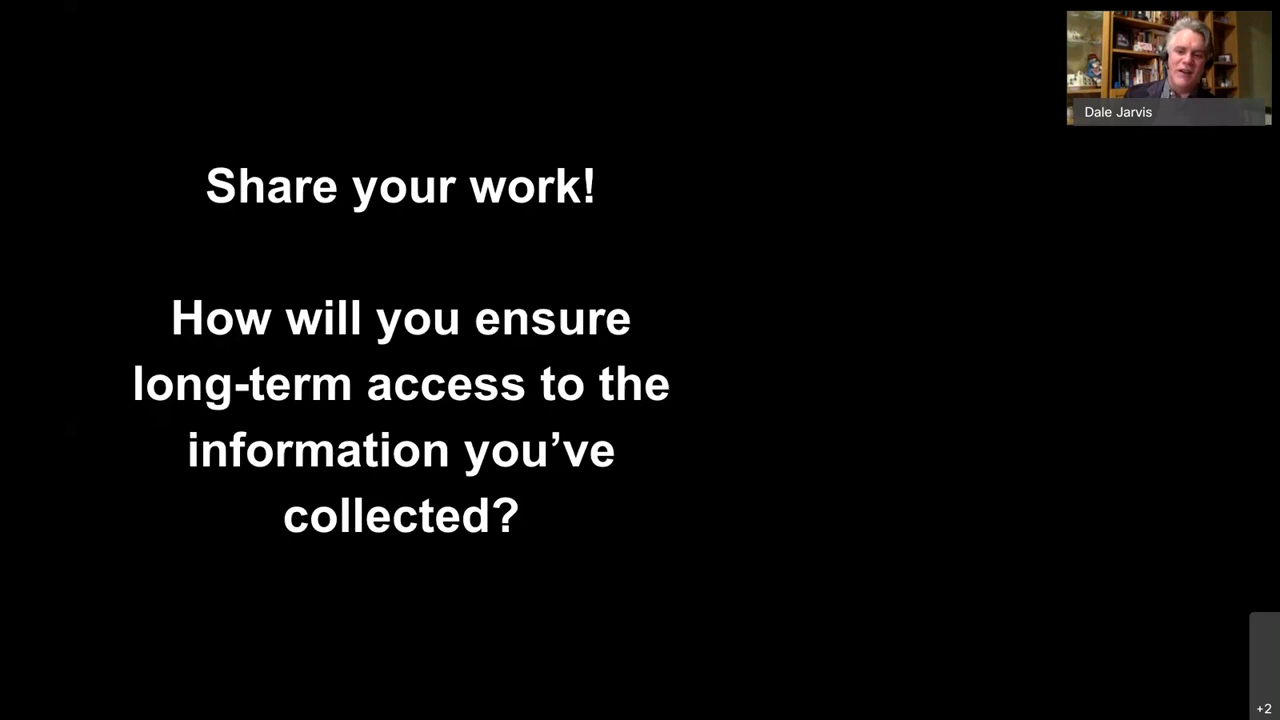 Dale Jarvis
Share your work!
How will you ensure
long-term access to the
information you’ve
collected?
+2